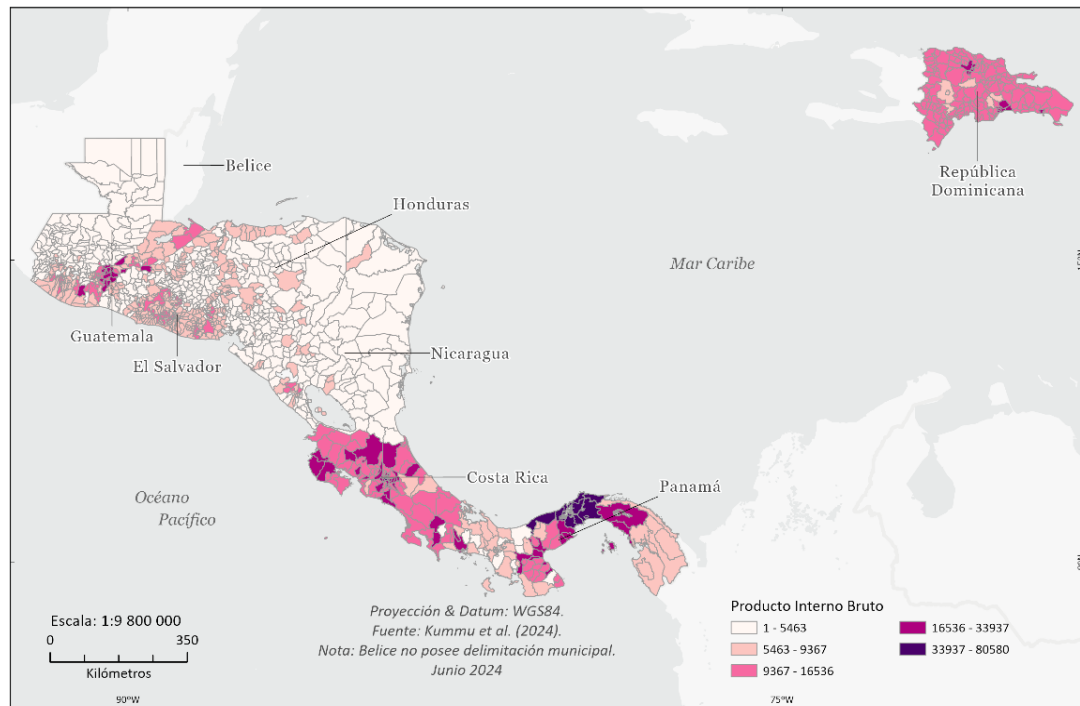 Belice
Honduras
República
Dominicana
Mar Caribe
Guatemala
El Salvador
Nicaragua
Costa Rica
Panamá
Océano
Pacífico
Escala: 1:9 800 000
0 350
Kilómetros
Proyección & Datum: WGS84.
Fuente: Kummu et al. (2024).
Nota: Belice no posee delimitación municipal.
Junio 2024
Producto Interno Bruto
1 - 5463
5463 - 9367
9367 - 16536
16536 - 33937
33937 - 80580
90°W
75°W